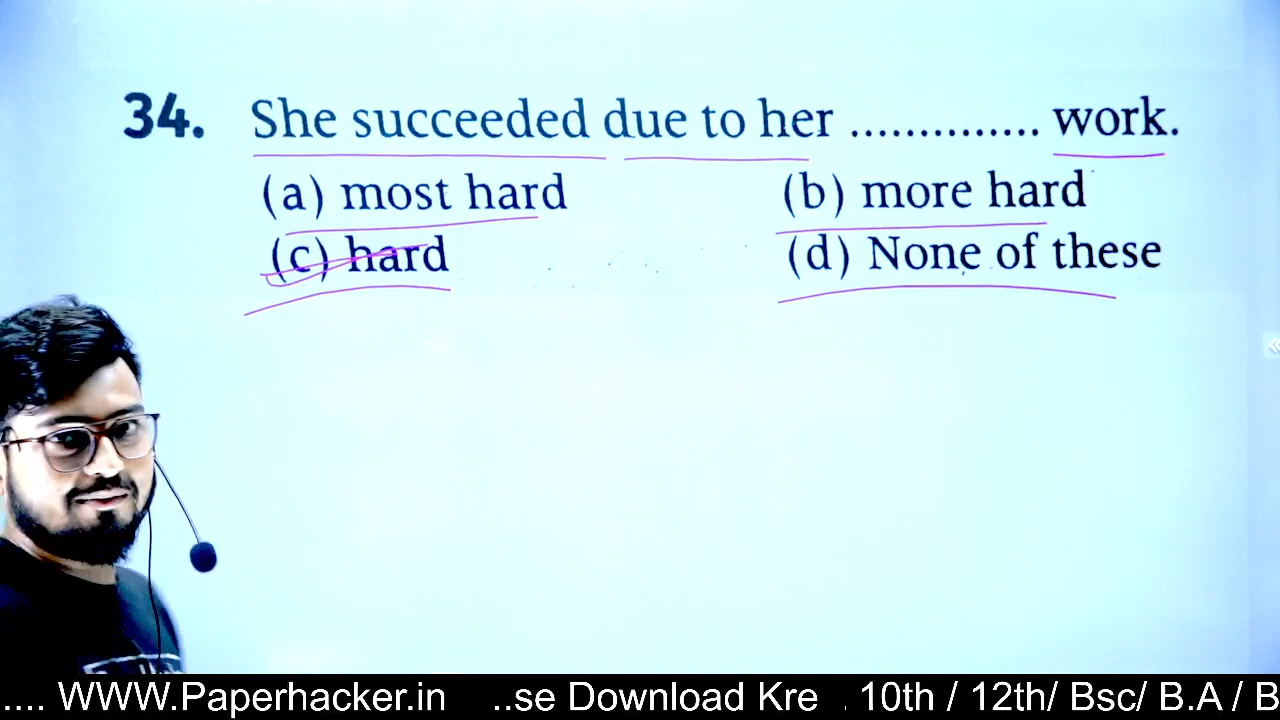 34. She succeeded due to her .............. work.
(a) most hard (b) more hard
(c) hard (d) None of these
.... WWW.Paperhacker.in ..se Download Kre . 10th / 12th/ Bsc/ B.A / B